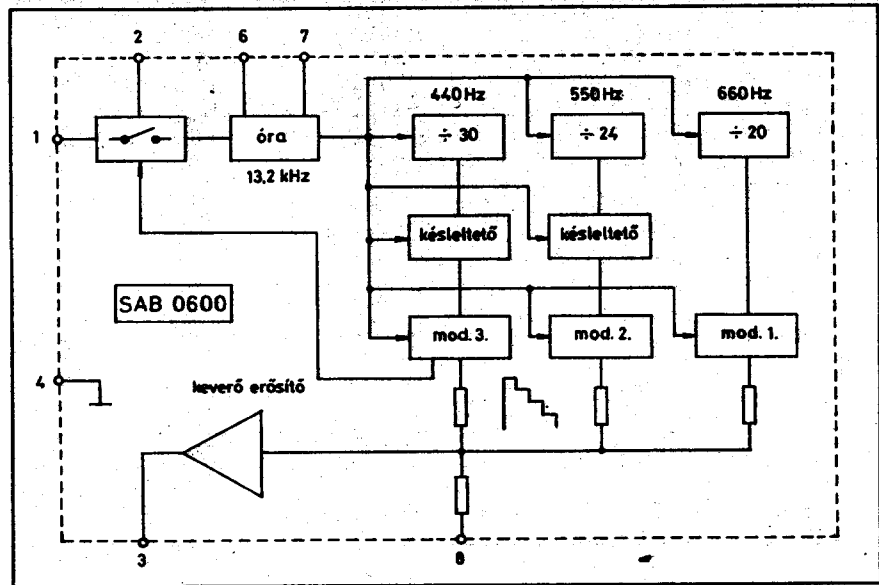 2 6 7
440Hz 550Hz 660Hz
1 óra ÷ 30 ÷ 24 ÷ 20
13,2 kHz
késleltető késleltető
SAB 0600
mod. 3. mod. 2. mod. 1.
4
keverő erősítő
3 8